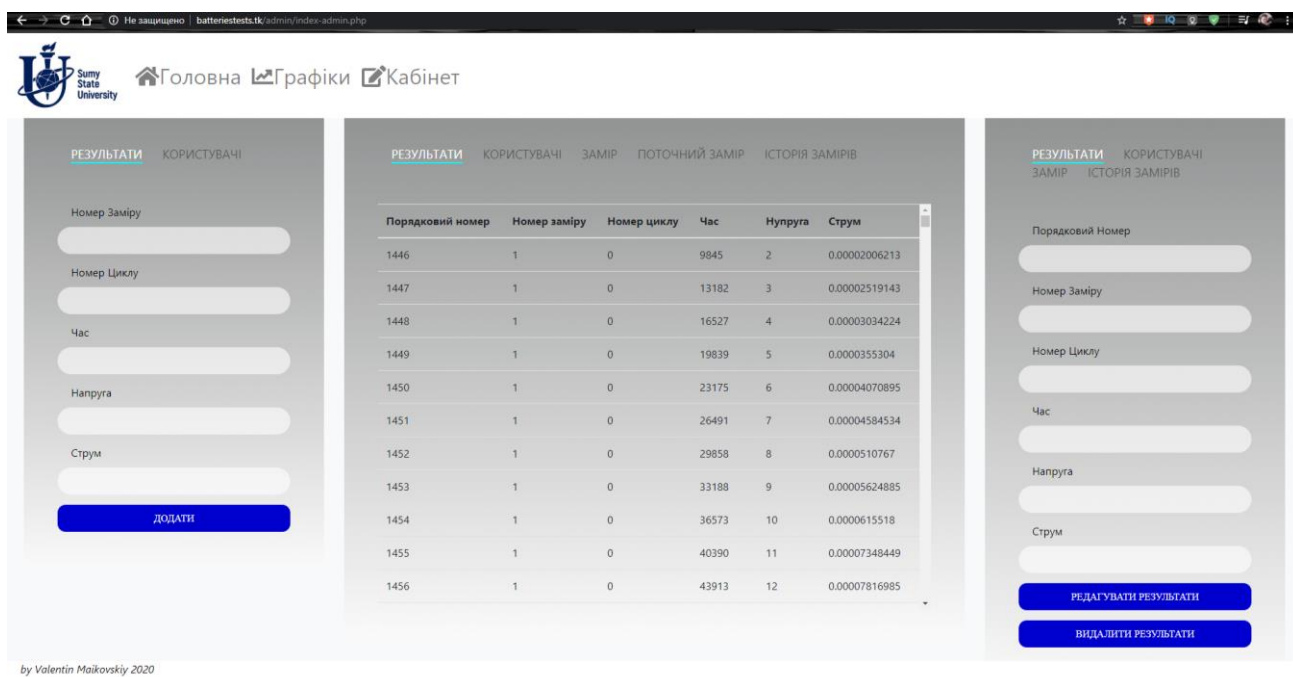 Не защищено | batteriestests.tk/admin/index-admin.php
Sumy
State
University
Головна Графіки Кабінет
РЕЗУЛЬТАТИ КОРИСТУВАЧІ
Номер Заміру
Номер Циклу
Час
Напруга
Струм
ДОДАТИ
РЕЗУЛЬТАТИ КОРИСТУВАЧІ ЗАМІР ПОТОЧНИЙ ЗАМІР ІСТОРІЯ ЗАМІРІВ
Порядковий номер Номер заміру Номер циклу Час Нупруга Струм
1446 1 0 9845 2 0.00002006213
1447 1 0 13182 3 0.00002519143
1448 1 0 16527 4 0.00003034224
1449 1 0 19839 5 0.0000355304
1450 1 0 23175 6 0.00004070895
1451 1 0 26491 7 0.00004584534
1452 1 0 29858 8 0.0000510767
1453 1 0 33188 9 0.00005624885
1454 1 0 36573 10 0.0000615518
1455 1 0 40390 11 0.00007348449
1456 1 0 43913 12 0.00007816985
РЕЗУЛЬТАТИ КОРИСТУВАЧІ
ЗАМІР ІСТОРІЯ ЗАМІРІВ
Порядковий Номер
Номер Заміру
Номер Циклу
Час
Напруга
Струм
РЕДАГУВАТИ РЕЗУЛЬТАТИ
ВИДАЛИТИ РЕЗУЛЬТАТИ
by Valentin Maikovskiy 2020